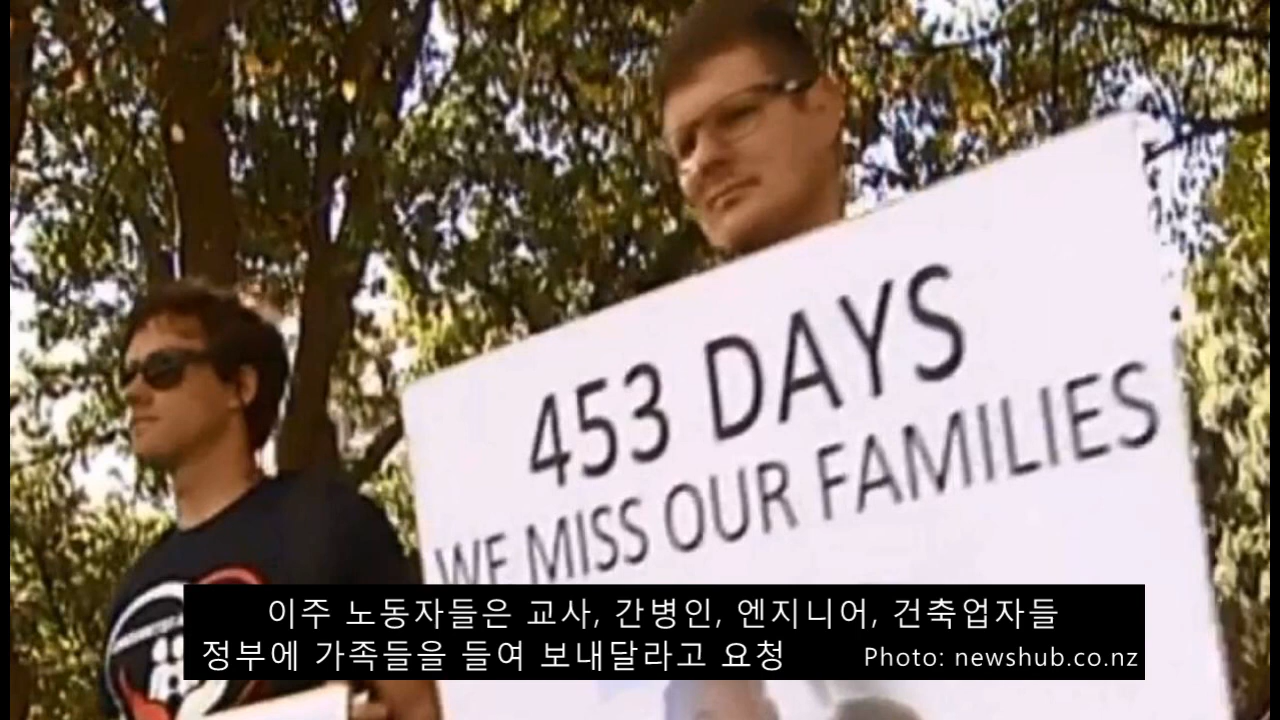 453 DAYS
WE MISS OUR FAMILIES
이주 노동자들은 교사, 간병인, 엔지니어, 건축업자들
정부에 가족들을 들여 보내달라고 요청 Photo: newshub.co.nz